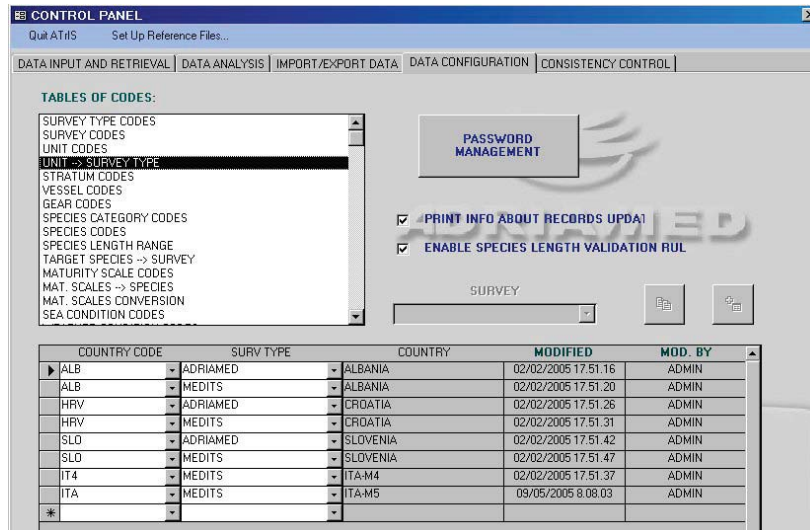 CONTROL PANEL
Quit ATrIS Set Up Reference Files...
DATA INPUT AND RETRIEVAL DATA ANALYSIS IMPORT/EXPORT DATA DATA CONFIGURATION CONSISTENCY CONTROL
TABLES OF CODES:
SURVEY TYPE CODES
SURVEY CODES
UNIT CODES
UNIT --> SURVEY TYPE
STRATUM CODES
VESSEL CODES
GEAR CODES
SPECIES CATEGORY CODES
SPECIES CODES
SPECIES LENGTH RANGE
TARGET SPECIES --> SURVEY
MATURITY SCALE CODES
MAT. SCALES --> SPECIES
MAT. SCALES CONVERSION
SEA CONDITION CODES
PASSWORD
MANAGEMENT
ADRIAMED
PRINT INFO ABOUT RECORDS UPDAT
ENABLE SPECIES LENGTH VALIDATION RUL
SURVEY
COUNTRY CODE SURV TYPE COUNTRY MODIFIED MOD. BY
ALB ADRIAMED ALBANIA 02/02/2005 17.51.16 ADMIN
ALB MEDITS ALBANIA 02/02/2005 17.51.20 ADMIN
HRV ADRIAMED CROATIA 02/02/2005 17.51.26 ADMIN
HRV MEDITS CROATIA 02/02/2005 17.51.31 ADMIN
SLO ADRIAMED SLOVENIA 02/02/2005 17.51.42 ADMIN
SLO MEDITS SLOVENIA 02/02/2005 17.51.47 ADMIN
IT4 MEDITS ITA-M4 02/02/2005 17.51.37 ADMIN
ITA MEDITS ITA-M5 09/05/2005 8.08.03 ADMIN